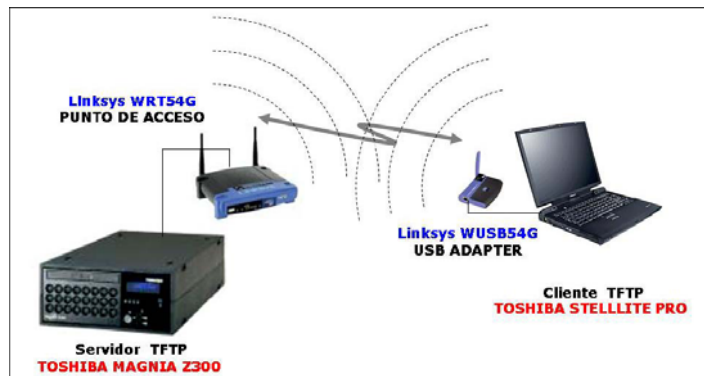 Linksys WRT54G
PUNTO DE ACCESO
Linksys WUSB54G
USB ADAPTER
Cliente TFTP
TOSHIBA STELLLITE PRO
Servidor TFTP
TOSHIBA MAGNIA Z300